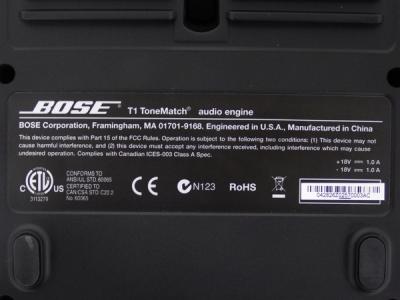 BOSE T1 ToneMatch® audio engine
BOSE Corporation, Framingham, MA 01701-9168. Engineered in U.S.A., Manufactured in China
This device complies with Part 15 of the FCC Rules. Operation is subject to the following two conditions: (1) This device may not
cause harmful interference, and (2) this device must accept any interference received, including interference which may cause
undesired operation. Complies with Canadian ICES-003 Class A Spec.
+18V ⎓ 1.0 A
- 18V ⎓ 1.0 A
C ETL US
3113279
CONFORMS TO
ANSI/UL STD. 60065
CERTIFIED TO
CAN/CSA STD. C22.2
No. 60065
CE
N123
RoHS